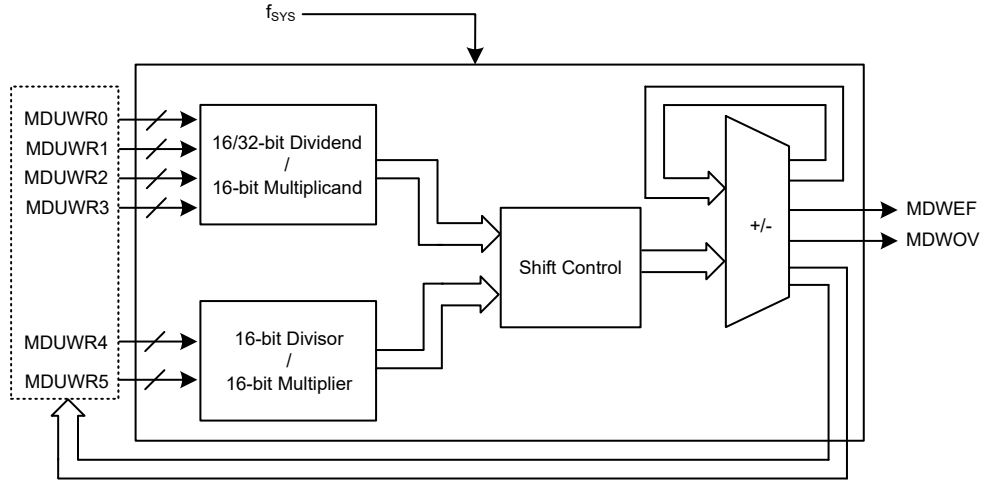 fSYS
MDUWR0
MDUWR1
MDUWR2
MDUWR3
MDUWR4
MDUWR5
16/32-bit Dividend
/
16-bit Multiplicand
16-bit Divisor
/
16-bit Multiplier
Shift Control
+/-
MDWEF
MDWOV